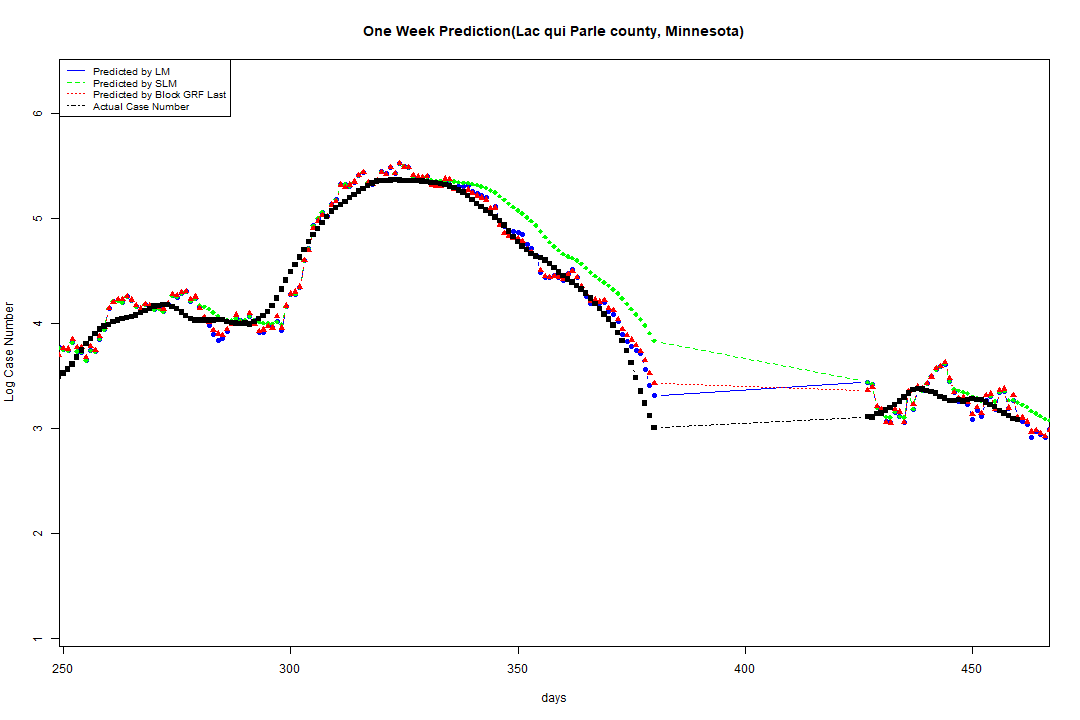 One Week Prediction(Lac qui Parle county, Minnesota)
Predicted by LM
Predicted by SLM
Predicted by Block GRF Last
Actual Case Number
Log Case Number
6
5
4
3
2
1
250 300 350 400 450
days